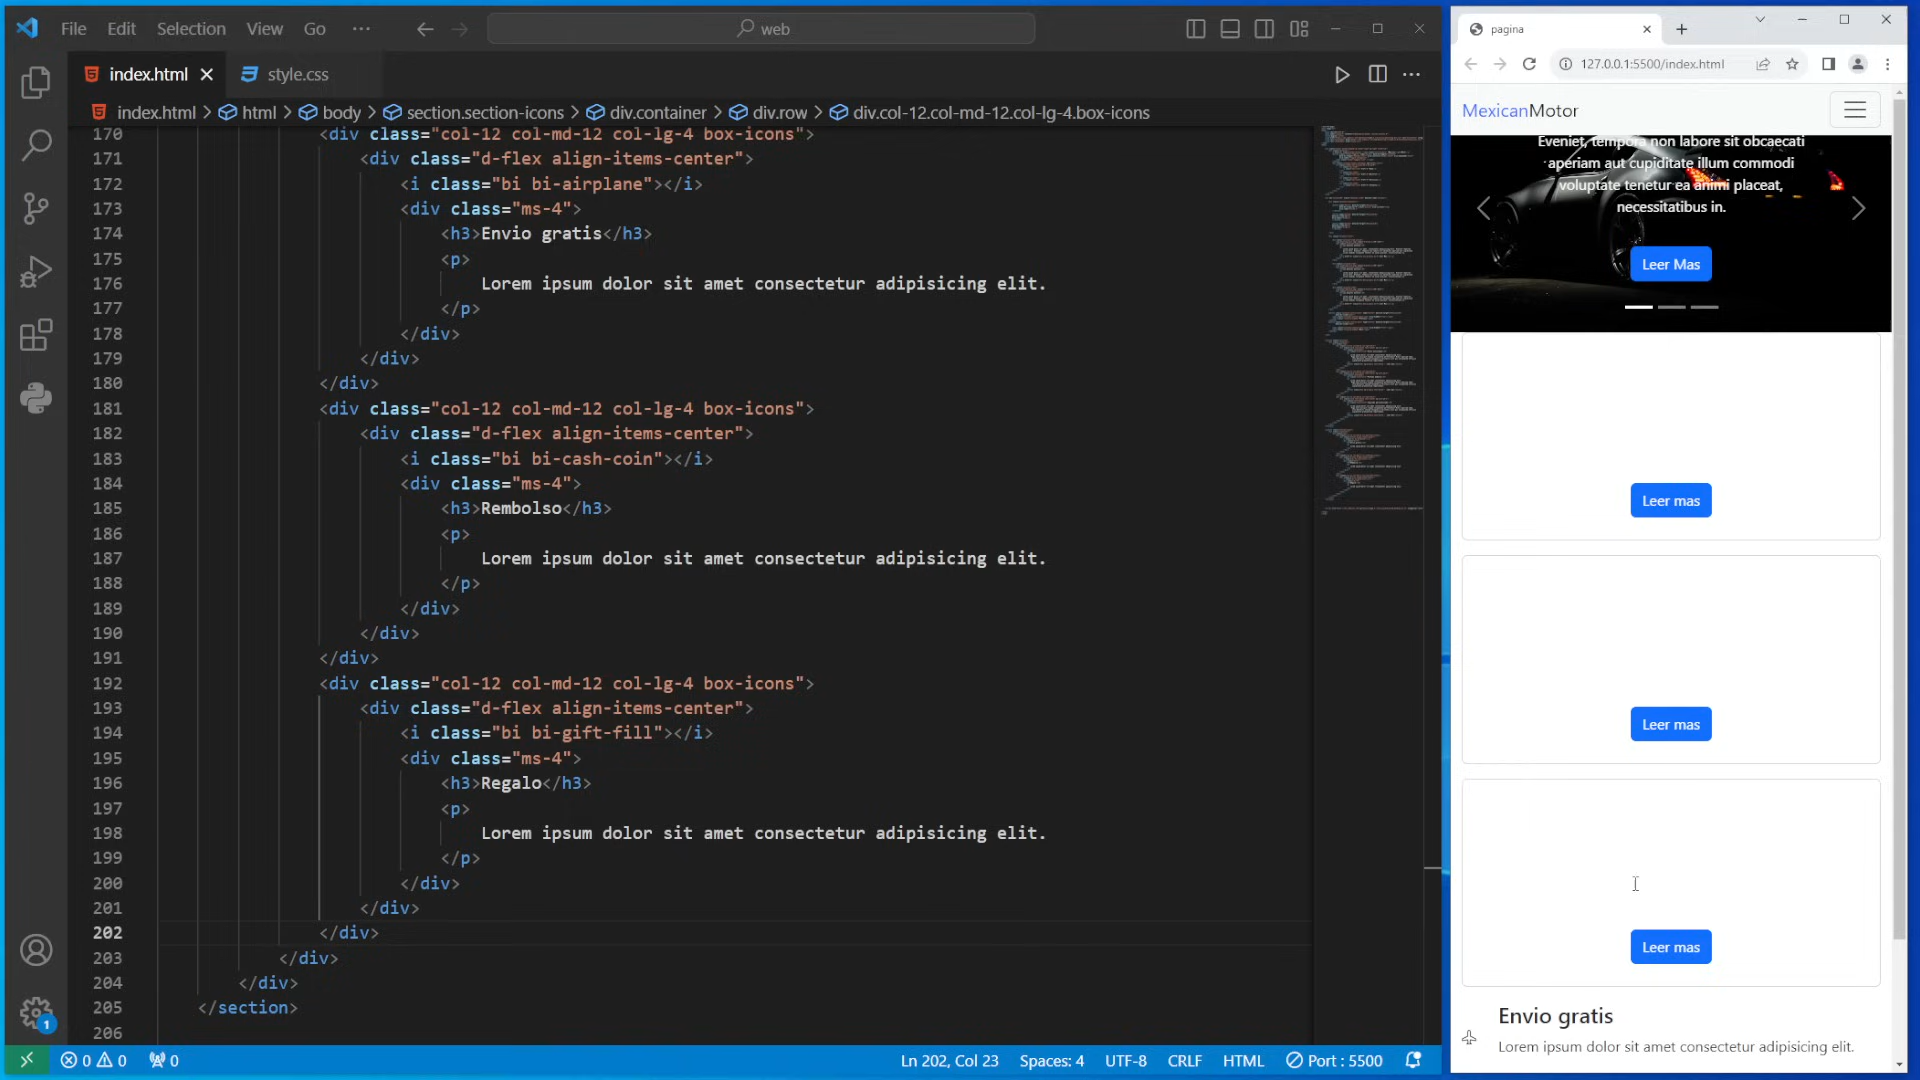 File Edit Selection View Go ··· web
index.html style.css
index.html > html > body > section.section-icons > div.container > div.row > div.col-12.col-md-12.col-lg-4.box-icons
170 <div class="col-12 col-md-12 col-lg-4 box-icons">
171 <div class="d-flex align-items-center">
172 <i class="bi bi-airplane"></i>
173 <div class="ms-4">
174 <h3>Envio gratis</h3>
175 <p>
176 Lorem ipsum dolor sit amet consectetur adipisicing elit.
177 </p>
178 </div>
179 </div>
180 </div>
181 <div class="col-12 col-md-12 col-lg-4 box-icons">
182 <div class="d-flex align-items-center">
183 <i class="bi bi-cash-coin"></i>
184 <div class="ms-4">
185 <h3>Rembolso</h3>
186 <p>
187 Lorem ipsum dolor sit amet consectetur adipisicing elit.
188 </p>
189 </div>
190 </div>
191 </div>
192 <div class="col-12 col-md-12 col-lg-4 box-icons">
193 <div class="d-flex align-items-center">
194 <i class="bi bi-gift-fill"></i>
195 <div class="ms-4">
196 <h3>Regalo</h3>
197 <p>
198 Lorem ipsum dolor sit amet consectetur adipisicing elit.
199 </p>
200 </div>
201 </div>
202 </div>
203 </div>
204 </div>
205 </section>
206
1
0 0 0 Ln 202, Col 23 Spaces: 4 UTF-8 CRLF HTML Port : 5500
pagina
127.0.0.1:5500/index.html
MexicanMotor
Eveniet, tempora non labore sit obcaecati
aperiam aut cupiditate illum commodi
voluptate tenetur ea animi placeat,
necessitatibus in.
Leer Mas
Leer mas
Leer mas
Leer mas
Envio gratis
Lorem ipsum dolor sit amet consectetur adipisicing elit.